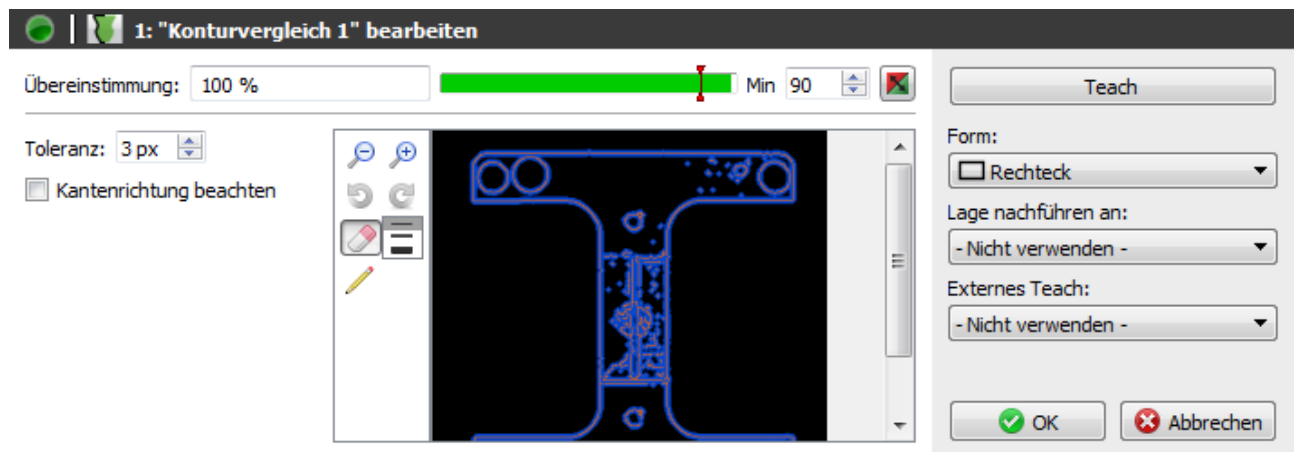 1: "Konturvergleich 1" bearbeiten
Übereinstimmung: 100 % Min 90
Teach
Toleranz: 3 px
Kantenrichtung beachten
Form:
Rechteck
Lage nachführen an:
- Nicht verwenden -
Externes Teach:
- Nicht verwenden -
OK Abbrechen